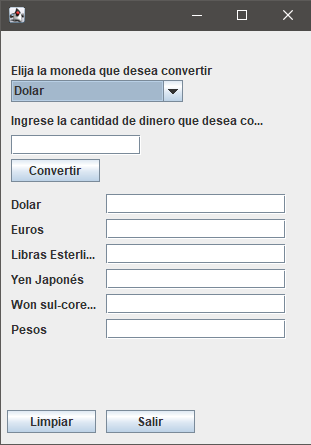 Elija la moneda que desea convertir
Dolar
Ingrese la cantidad de dinero que desea co...
Convertir
Dolar
Euros
Libras Esterli...
Yen Japonés
Won sul-core...
Pesos
Limpiar Salir